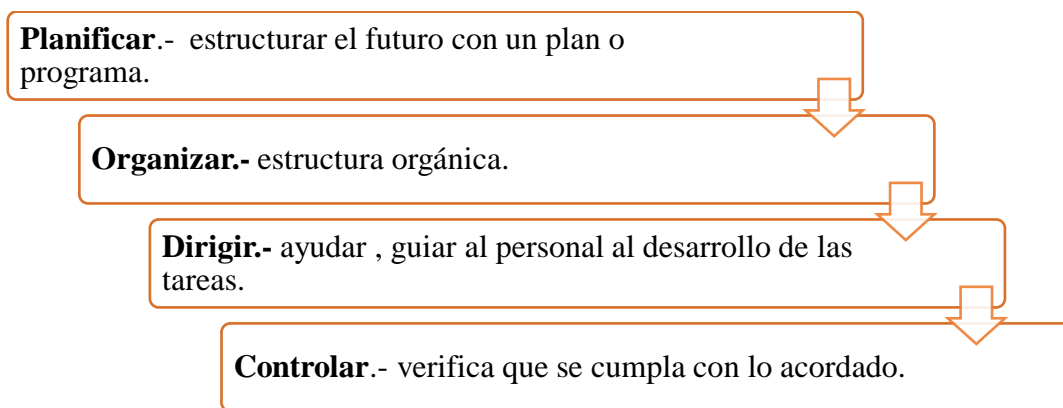 Planificar.- estructurar el futuro con un plan o
programa.
Organizar.- estructura orgánica.
Dirigir.- ayudar , guiar al personal al desarrollo de las
tareas.
Controlar.- verifica que se cumpla con lo acordado.